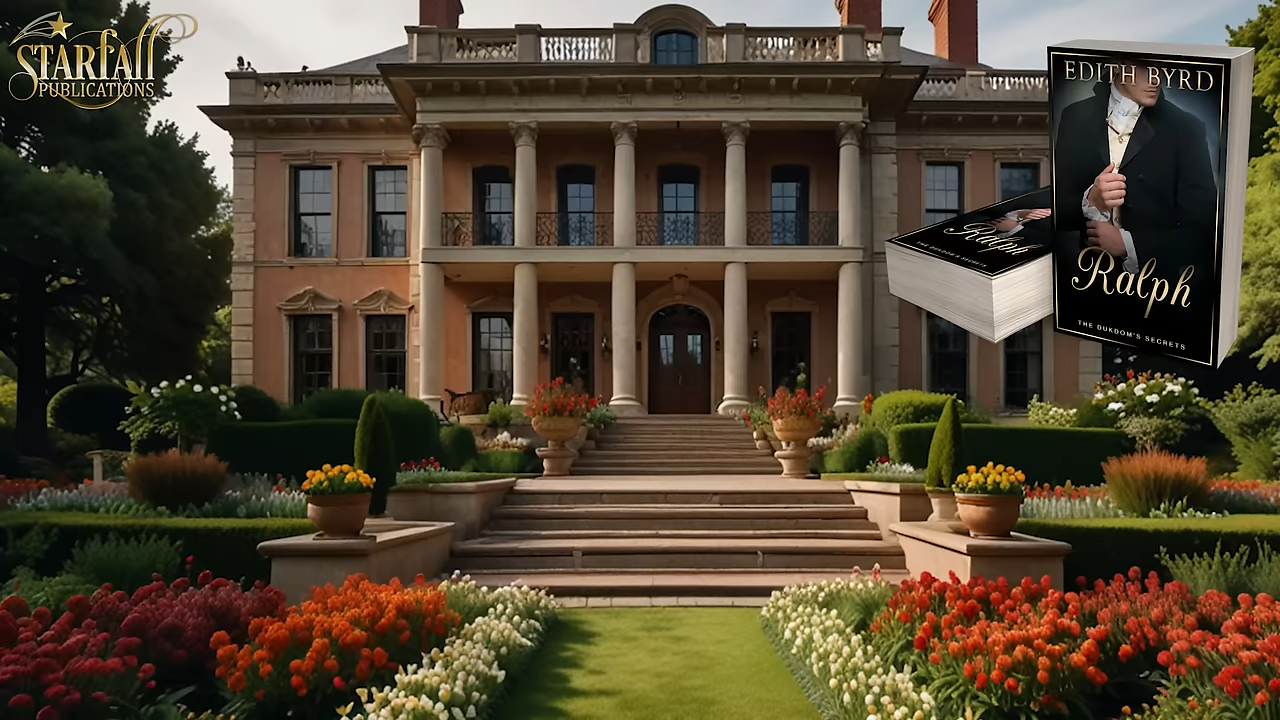 STARfall
PUBLICATIONS
EDITH BYRD
Ralph
THE DUKDOM'S SECRETS
Ralph
THE DUKDOM'S SECRETS